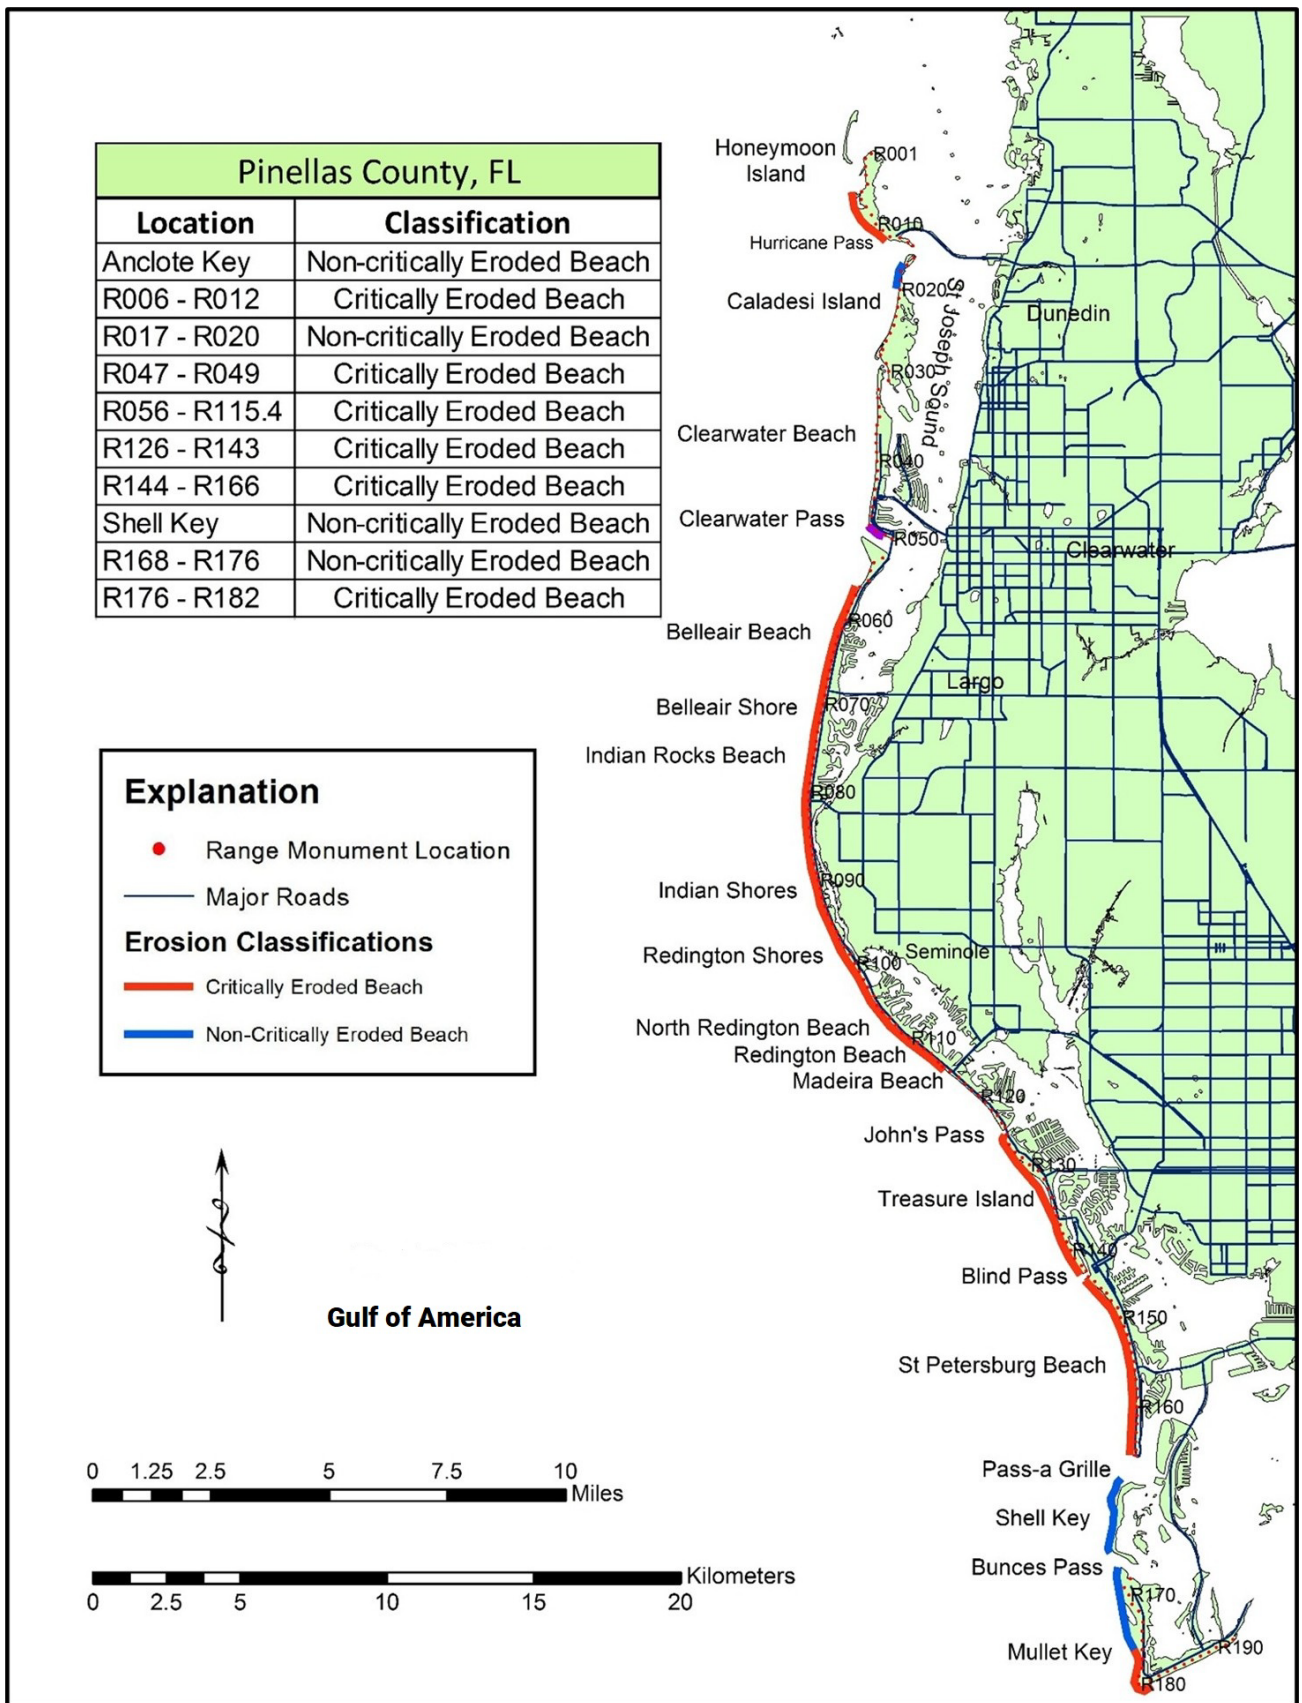 Pinellas County, FL
Location Classification
Anclote Key Non-critically Eroded Beach
R006 - R012 Critically Eroded Beach
R017 - R020 Non-critically Eroded Beach
R047 - R049 Critically Eroded Beach
R056 - R115.4 Critically Eroded Beach
R126 - R143 Critically Eroded Beach
R144 - R166 Critically Eroded Beach
Shell Key Non-critically Eroded Beach
R168 - R176 Non-critically Eroded Beach
R176 - R182 Critically Eroded Beach
Explanation
Range Monument Location
Major Roads
Erosion Classifications
Critically Eroded Beach
Non-Critically Eroded Beach
Gulf of America
0 1.25 2.5 5 7.5 10
Miles
Kilometers
0 2.5 5 10 15 20
Honeymoon
Island
R001
R010
Hurricane Pass
R020
Caladesi Island
St Joseph Sound
Dunedin
R030
Clearwater Beach
R040
Clearwater Pass
R050
Clearwater
R060
Belleair Beach
Largo
R070
Belleair Shore
Indian Rocks Beach
R080
R090
Indian Shores
Seminole
Redington Shores
R100
North Redington Beach
R110
Redington Beach
Madeira Beach
R120
John's Pass
R130
Treasure Island
R140
Blind Pass
R150
St Petersburg Beach
R160
Pass-a Grille
Shell Key
Bunces Pass
R170
Mullet Key
R190
R180